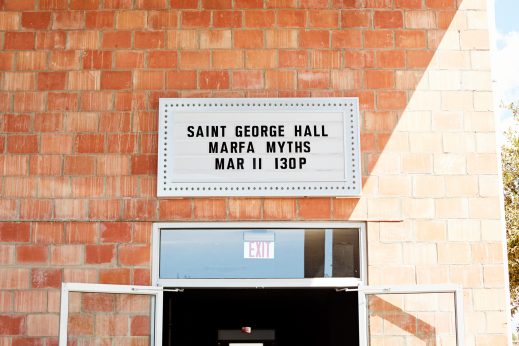 SAINT GEORGE HALL
MARFA MYTHS
MAR 11 130P
EXIT